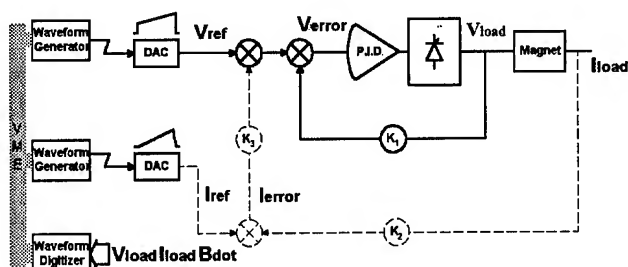 Waveform
Generator
DAC
Vref
Verror
P.I.D.
Vload
Magnet
Iload
K1
VME
K3
Waveform
Generator
DAC
Iref
Ierror
K2
Waveform
Digitizer
Vload Iload Bdot